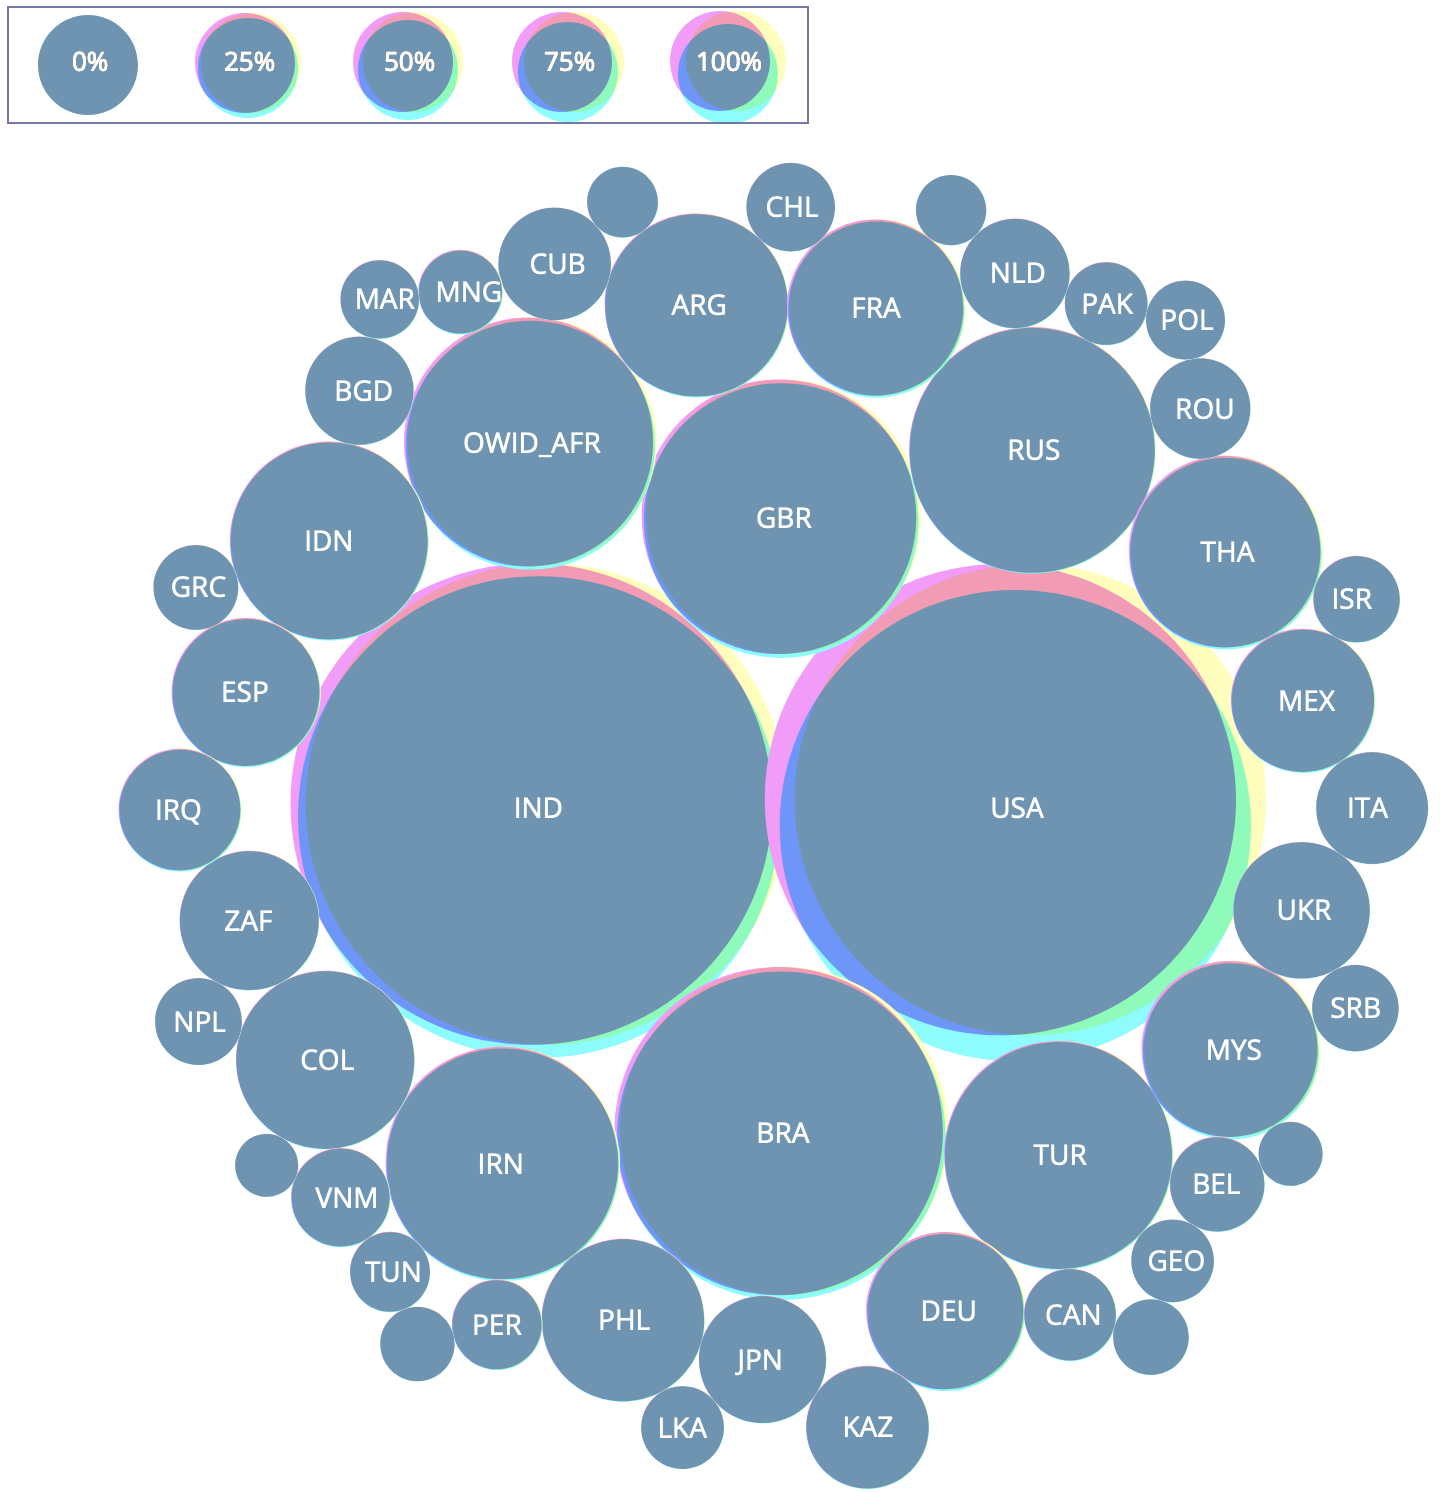 0%
25%
50%
75%
100%
CHL
CUB
NLD
MAR
MNG
ARG
FRA
PAK
POL
BGD
ROU
OWID_AFR
RUS
GBR
IDN
THA
GRC
ISR
ESP
MEX
IRQ
IND
USA
ITA
ZAF
UKR
NPL
SRB
COL
MYS
BRA
TUR
IRN
VNM
BEL
TUN
GEO
PER
PHL
DEU
CAN
JPN
LKA
KAZ